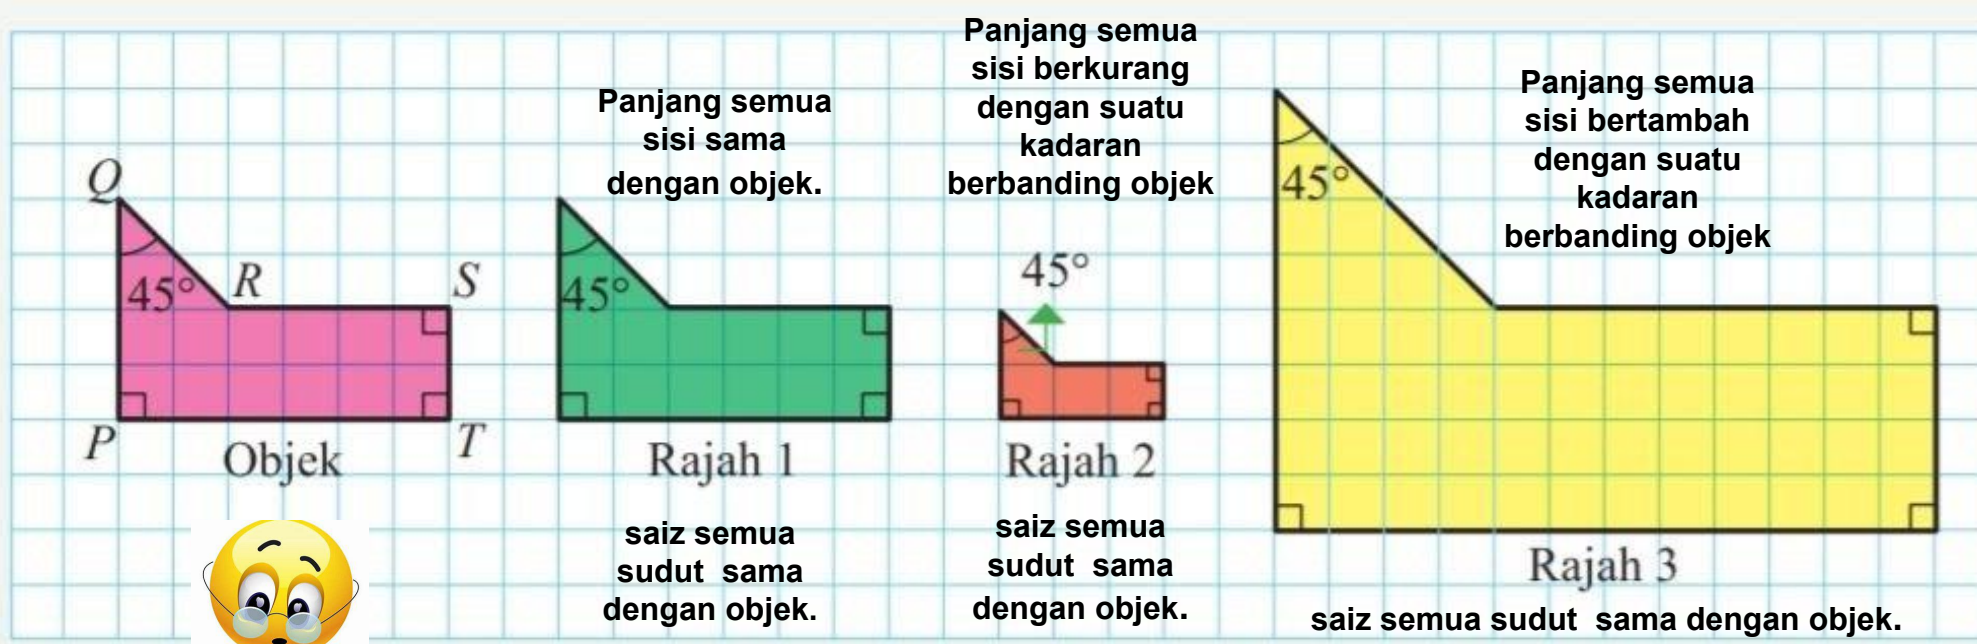 Panjang semua
sisi berkurang
dengan suatu
kadaran
berbanding objek
Panjang semua
sisi sama
dengan objek.
Panjang semua
sisi bertambah
dengan suatu
kadaran
berbanding objek
Q
45°
R
S
P
T
Objek
45°
Rajah 1
45°
Rajah 2
45°
Rajah 3
saiz semua
sudut sama
dengan objek.
saiz semua
sudut sama
dengan objek.
saiz semua sudut sama dengan objek.